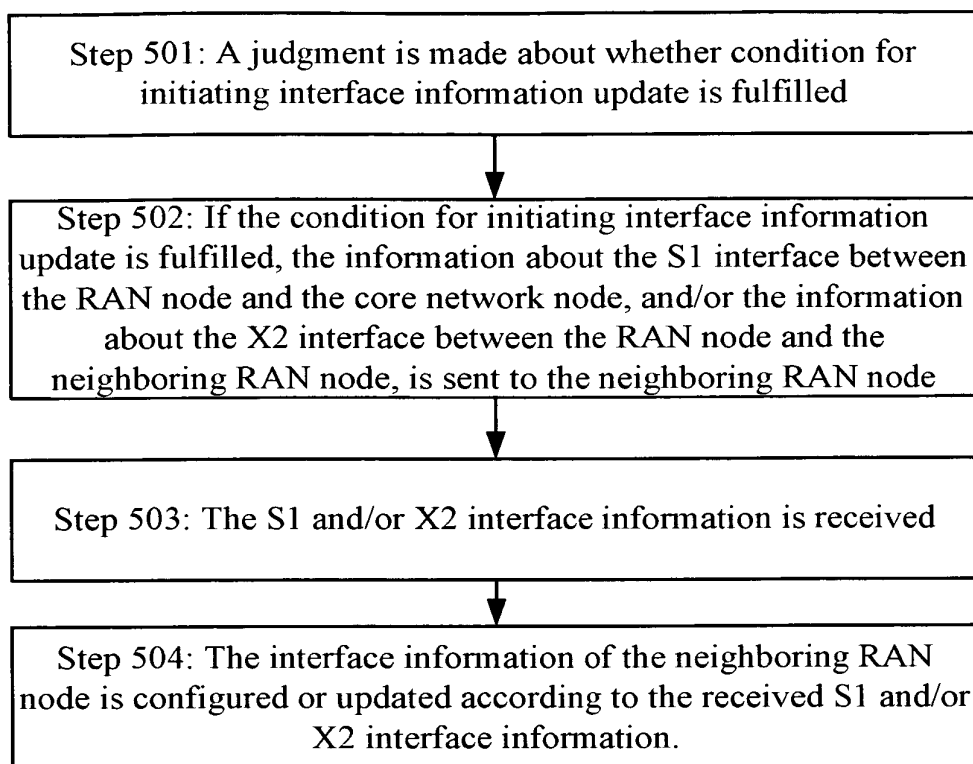 Step 501: A judgment is made about whether condition for
initiating interface information update is fulfilled
Step 502: If the condition for initiating interface information
update is fulfilled, the information about the S1 interface between
the RAN node and the core network node, and/or the information
about the X2 interface between the RAN node and the
neighboring RAN node, is sent to the neighboring RAN node
Step 503: The S1 and/or X2 interface information is received
Step 504: The interface information of the neighboring RAN
node is configured or updated according to the received S1 and/or
X2 interface information.